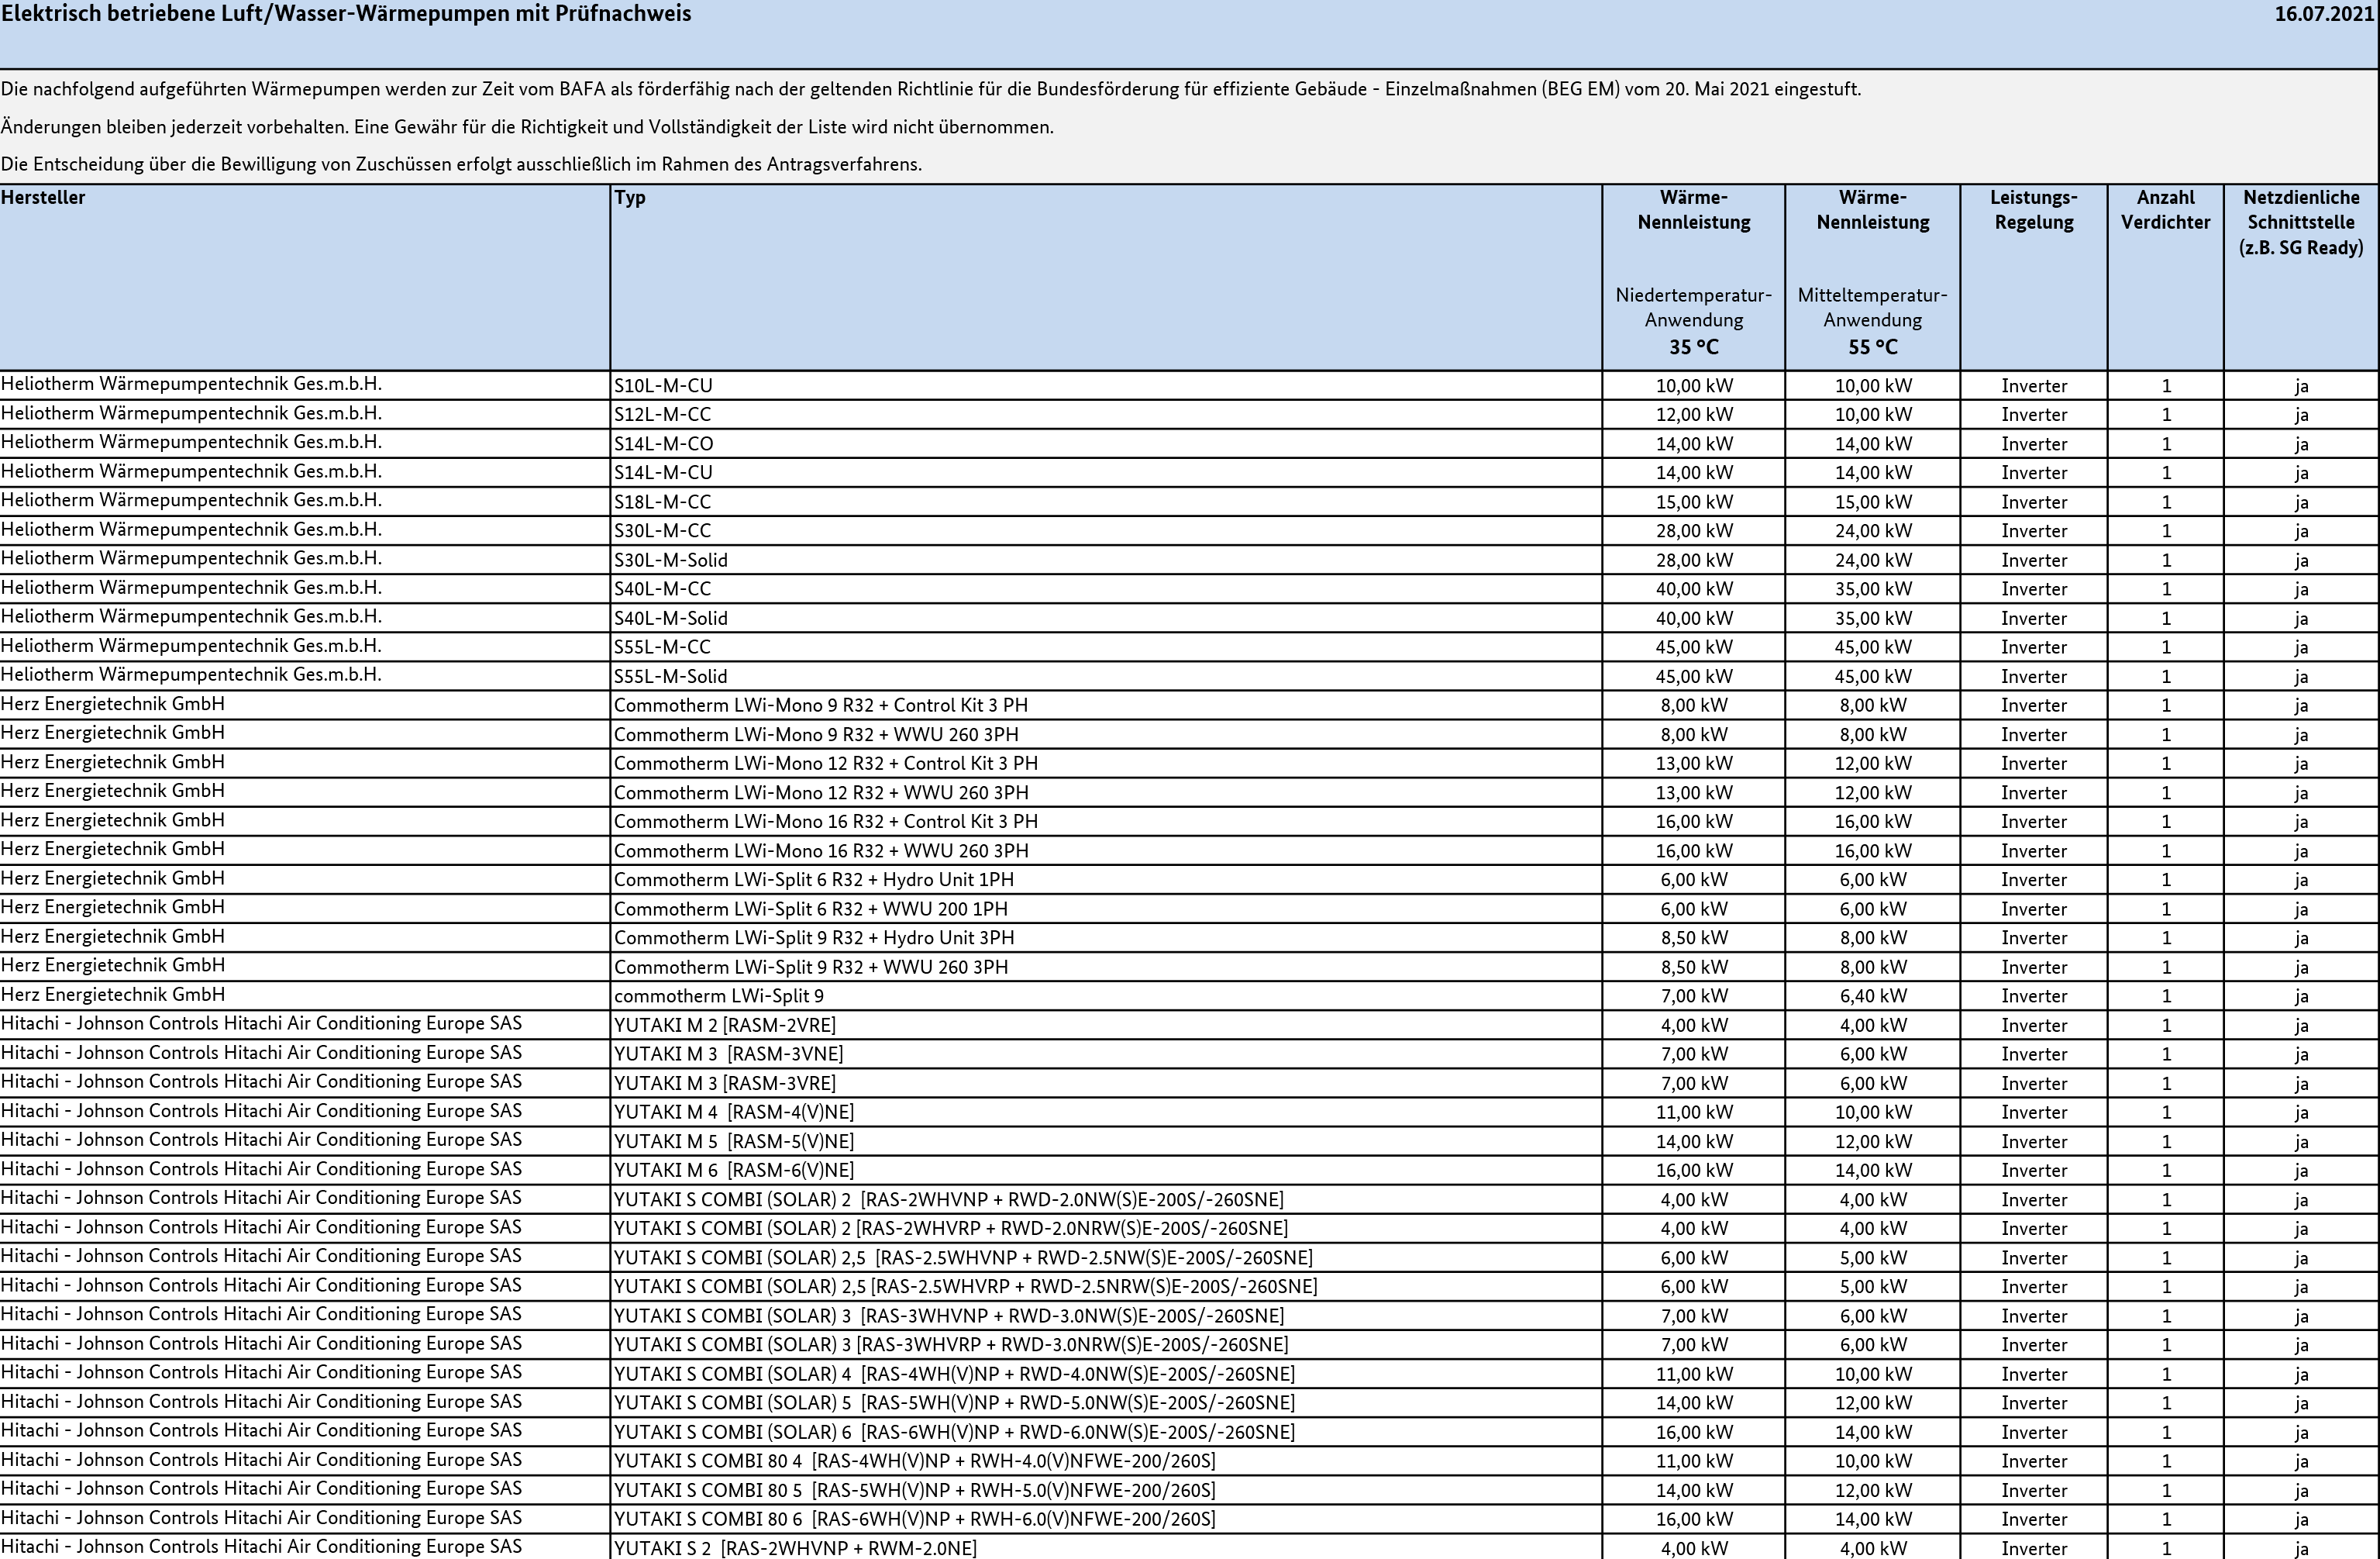 Elektrisch betriebene Luft/Wasser-Wärmepumpen mit Prüfnachweis 16.07.2021
Die nachfolgend aufgeführten Wärmepumpen werden zur Zeit vom BAFA als förderfähig nach der geltenden Richtlinie für die Bundesförderung für effiziente Gebäude - Einzelmaßnahmen (BEG EM) vom 20. Mai 2021 eingestuft.
Änderungen bleiben jederzeit vorbehalten. Eine Gewähr für die Richtigkeit und Vollständigkeit der Liste wird nicht übernommen.
Die Entscheidung über die Bewilligung von Zuschüssen erfolgt ausschließlich im Rahmen des Antragsverfahrens.
Hersteller Typ Wärme- Wärme- Leistungs- Anzahl Netzdienliche
Nennleistung Nennleistung Regelung Verdichter Schnittstelle
(z.B. SG Ready)
Niedertemperatur- Mitteltemperatur-
Anwendung Anwendung
35 °C 55 °C
Heliotherm Wärmepumpentechnik Ges.m.b.H. S10L-M-CU 10,00 kW 10,00 kW Inverter 1 ja
Heliotherm Wärmepumpentechnik Ges.m.b.H. S12L-M-CC 12,00 kW 10,00 kW Inverter 1 ja
Heliotherm Wärmepumpentechnik Ges.m.b.H. S14L-M-CO 14,00 kW 14,00 kW Inverter 1 ja
Heliotherm Wärmepumpentechnik Ges.m.b.H. S14L-M-CU 14,00 kW 14,00 kW Inverter 1 ja
Heliotherm Wärmepumpentechnik Ges.m.b.H. S18L-M-CC 15,00 kW 15,00 kW Inverter 1 ja
Heliotherm Wärmepumpentechnik Ges.m.b.H. S30L-M-CC 28,00 kW 24,00 kW Inverter 1 ja
Heliotherm Wärmepumpentechnik Ges.m.b.H. S30L-M-Solid 28,00 kW 24,00 kW Inverter 1 ja
Heliotherm Wärmepumpentechnik Ges.m.b.H. S40L-M-CC 40,00 kW 35,00 kW Inverter 1 ja
Heliotherm Wärmepumpentechnik Ges.m.b.H. S40L-M-Solid 40,00 kW 35,00 kW Inverter 1 ja
Heliotherm Wärmepumpentechnik Ges.m.b.H. S55L-M-CC 45,00 kW 45,00 kW Inverter 1 ja
Heliotherm Wärmepumpentechnik Ges.m.b.H. S55L-M-Solid 45,00 kW 45,00 kW Inverter 1 ja
Herz Energietechnik GmbH Commotherm LWi-Mono 9 R32 + Control Kit 3 PH 8,00 kW 8,00 kW Inverter 1 ja
Herz Energietechnik GmbH Commotherm LWi-Mono 9 R32 + WWU 260 3PH 8,00 kW 8,00 kW Inverter 1 ja
Herz Energietechnik GmbH Commotherm LWi-Mono 12 R32 + Control Kit 3 PH 13,00 kW 12,00 kW Inverter 1 ja
Herz Energietechnik GmbH Commotherm LWi-Mono 12 R32 + WWU 260 3PH 13,00 kW 12,00 kW Inverter 1 ja
Herz Energietechnik GmbH Commotherm LWi-Mono 16 R32 + Control Kit 3 PH 16,00 kW 16,00 kW Inverter 1 ja
Herz Energietechnik GmbH Commotherm LWi-Mono 16 R32 + WWU 260 3PH 16,00 kW 16,00 kW Inverter 1 ja
Herz Energietechnik GmbH Commotherm LWi-Split 6 R32 + Hydro Unit 1PH 6,00 kW 6,00 kW Inverter 1 ja
Herz Energietechnik GmbH Commotherm LWi-Split 6 R32 + WWU 200 1PH 6,00 kW 6,00 kW Inverter 1 ja
Herz Energietechnik GmbH Commotherm LWi-Split 9 R32 + Hydro Unit 3PH 8,50 kW 8,00 kW Inverter 1 ja
Herz Energietechnik GmbH Commotherm LWi-Split 9 R32 + WWU 260 3PH 8,50 kW 8,00 kW Inverter 1 ja
Herz Energietechnik GmbH commotherm LWi-Split 9 7,00 kW 6,40 kW Inverter 1 ja
Hitachi - Johnson Controls Hitachi Air Conditioning Europe SAS YUTAKI M 2 [RASM-2VRE] 4,00 kW 4,00 kW Inverter 1 ja
Hitachi - Johnson Controls Hitachi Air Conditioning Europe SAS YUTAKI M 3 [RASM-3VNE] 7,00 kW 6,00 kW Inverter 1 ja
Hitachi - Johnson Controls Hitachi Air Conditioning Europe SAS YUTAKI M 3 [RASM-3VRE] 7,00 kW 6,00 kW Inverter 1 ja
Hitachi - Johnson Controls Hitachi Air Conditioning Europe SAS YUTAKI M 4 [RASM-4(V)NE] 11,00 kW 10,00 kW Inverter 1 ja
Hitachi - Johnson Controls Hitachi Air Conditioning Europe SAS YUTAKI M 5 [RASM-5(V)NE] 14,00 kW 12,00 kW Inverter 1 ja
Hitachi - Johnson Controls Hitachi Air Conditioning Europe SAS YUTAKI M 6 [RASM-6(V)NE] 16,00 kW 14,00 kW Inverter 1 ja
Hitachi - Johnson Controls Hitachi Air Conditioning Europe SAS YUTAKI S COMBI (SOLAR) 2 [RAS-2WHVNP + RWD-2.0NW(S)E-200S/-260SNE] 4,00 kW 4,00 kW Inverter 1 ja
Hitachi - Johnson Controls Hitachi Air Conditioning Europe SAS YUTAKI S COMBI (SOLAR) 2 [RAS-2WHVRP + RWD-2.0NRW(S)E-200S/-260SNE] 4,00 kW 4,00 kW Inverter 1 ja
Hitachi - Johnson Controls Hitachi Air Conditioning Europe SAS YUTAKI S COMBI (SOLAR) 2,5 [RAS-2.5WHVNP + RWD-2.5NW(S)E-200S/-260SNE] 6,00 kW 5,00 kW Inverter 1 ja
Hitachi - Johnson Controls Hitachi Air Conditioning Europe SAS YUTAKI S COMBI (SOLAR) 2,5 [RAS-2.5WHVRP + RWD-2.5NRW(S)E-200S/-260SNE] 6,00 kW 5,00 kW Inverter 1 ja
Hitachi - Johnson Controls Hitachi Air Conditioning Europe SAS YUTAKI S COMBI (SOLAR) 3 [RAS-3WHVNP + RWD-3.0NW(S)E-200S/-260SNE] 7,00 kW 6,00 kW Inverter 1 ja
Hitachi - Johnson Controls Hitachi Air Conditioning Europe SAS YUTAKI S COMBI (SOLAR) 3 [RAS-3WHVRP + RWD-3.0NRW(S)E-200S/-260SNE] 7,00 kW 6,00 kW Inverter 1 ja
Hitachi - Johnson Controls Hitachi Air Conditioning Europe SAS YUTAKI S COMBI (SOLAR) 4 [RAS-4WH(V)NP + RWD-4.0NW(S)E-200S/-260SNE] 11,00 kW 10,00 kW Inverter 1 ja
Hitachi - Johnson Controls Hitachi Air Conditioning Europe SAS YUTAKI S COMBI (SOLAR) 5 [RAS-5WH(V)NP + RWD-5.0NW(S)E-200S/-260SNE] 14,00 kW 12,00 kW Inverter 1 ja
Hitachi - Johnson Controls Hitachi Air Conditioning Europe SAS YUTAKI S COMBI (SOLAR) 6 [RAS-6WH(V)NP + RWD-6.0NW(S)E-200S/-260SNE] 16,00 kW 14,00 kW Inverter 1 ja
Hitachi - Johnson Controls Hitachi Air Conditioning Europe SAS YUTAKI S COMBI 80 4 [RAS-4WH(V)NP + RWH-4.0(V)NFWE-200/260S] 11,00 kW 10,00 kW Inverter 1 ja
Hitachi - Johnson Controls Hitachi Air Conditioning Europe SAS YUTAKI S COMBI 80 5 [RAS-5WH(V)NP + RWH-5.0(V)NFWE-200/260S] 14,00 kW 12,00 kW Inverter 1 ja
Hitachi - Johnson Controls Hitachi Air Conditioning Europe SAS YUTAKI S COMBI 80 6 [RAS-6WH(V)NP + RWH-6.0(V)NFWE-200/260S] 16,00 kW 14,00 kW Inverter 1 ja
Hitachi - Johnson Controls Hitachi Air Conditioning Europe SAS YUTAKI S 2 [RAS-2WHVNP + RWM-2.0NE] 4,00 kW 4,00 kW Inverter 1 ja